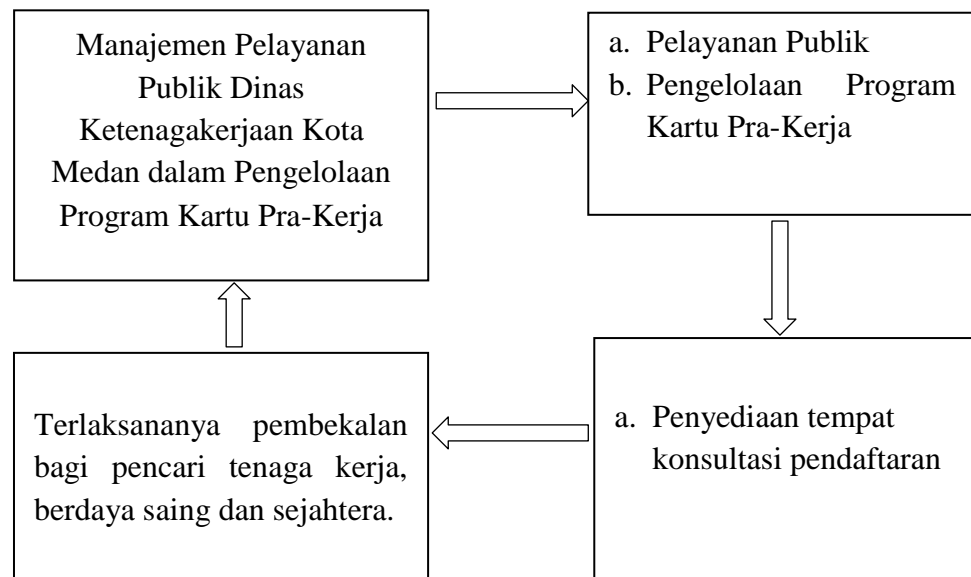 Manajemen Pelayanan
Publik Dinas
Ketenagakerjaan Kota
Medan dalam Pengelolaan
Program Kartu Pra-Kerja
a. Pelayanan Publik
b. Pengelolaan Program
Kartu Pra-Kerja
Terlaksananya pembekalan
bagi pencari tenaga kerja,
berdaya saing dan sejahtera.
a. Penyediaan tempat
konsultasi pendaftaran